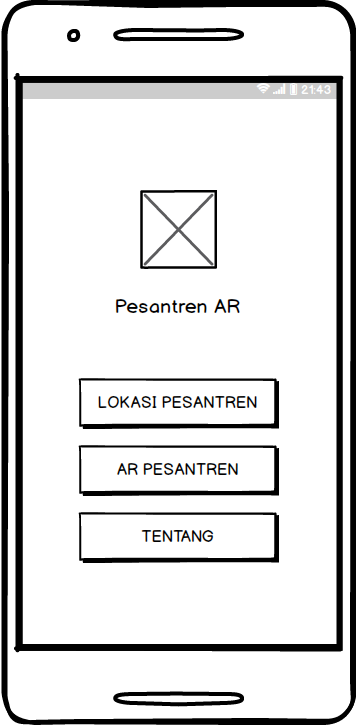 21:43
Pesantren AR
LOKASI PESANTREN
AR PESANTREN
TENTANG